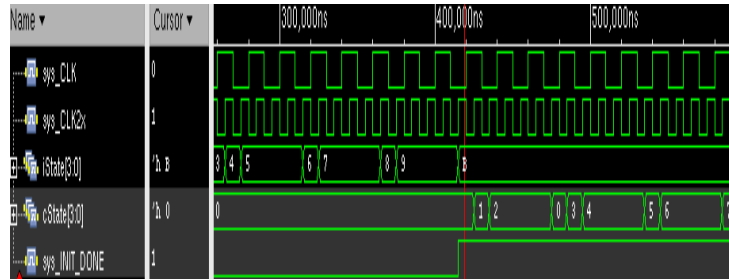 Name ▾ Cursor ▾ 300,000ns 400,000ns 500,000ns
sys_CLK 0
sys_CLK2x 1
iState[3:0] 'h B 3 4 5 6 7 8 9 B
cState[3:0] 'h 0 0 1 2 0 3 4 5 6 7
sys_INIT_DONE 1